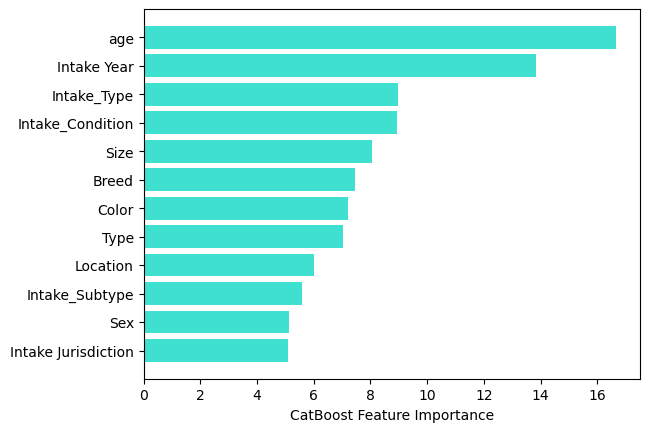 age
Intake Year
Intake_Type
Intake_Condition
Size
Breed
Color
Type
Location
Intake_Subtype
Sex
Intake Jurisdiction
0 2 4 6 8 10 12 14 16
CatBoost Feature Importance